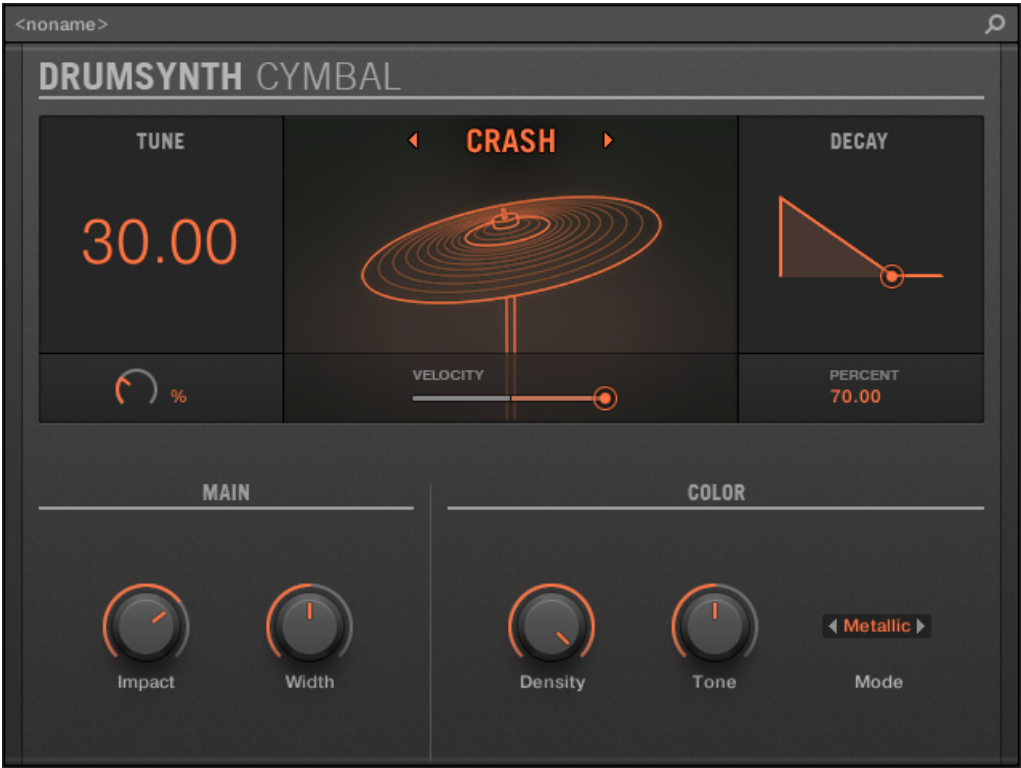 <noname>
DRUMSYNTH CYMBAL
TUNE
CRASH
DECAY
30.00
%
VELOCITY
PERCENT
70.00
MAIN
COLOR
Impact
Width
Density
Tone
Metallic
Mode